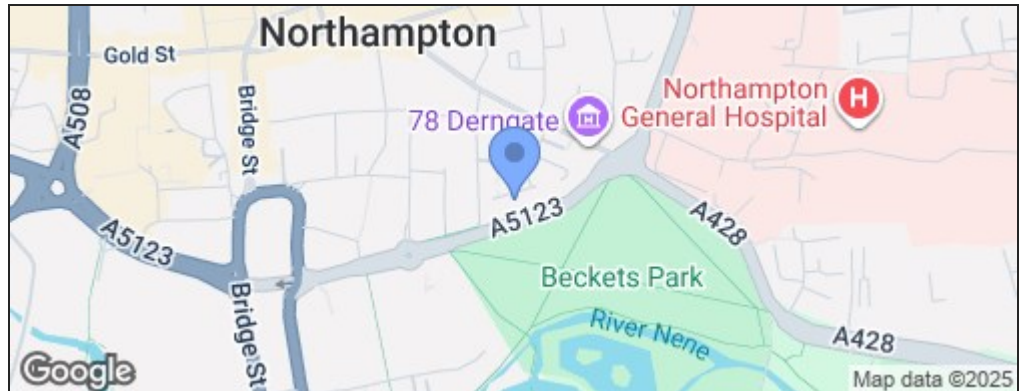 Northampton
Gold St
A508
Bridge St
78 Derngate
Northampton
General Hospital
H
A5123
A5123
A428
Bridge St
Beckets Park
River Nene
A428
Google
Map data ©2025